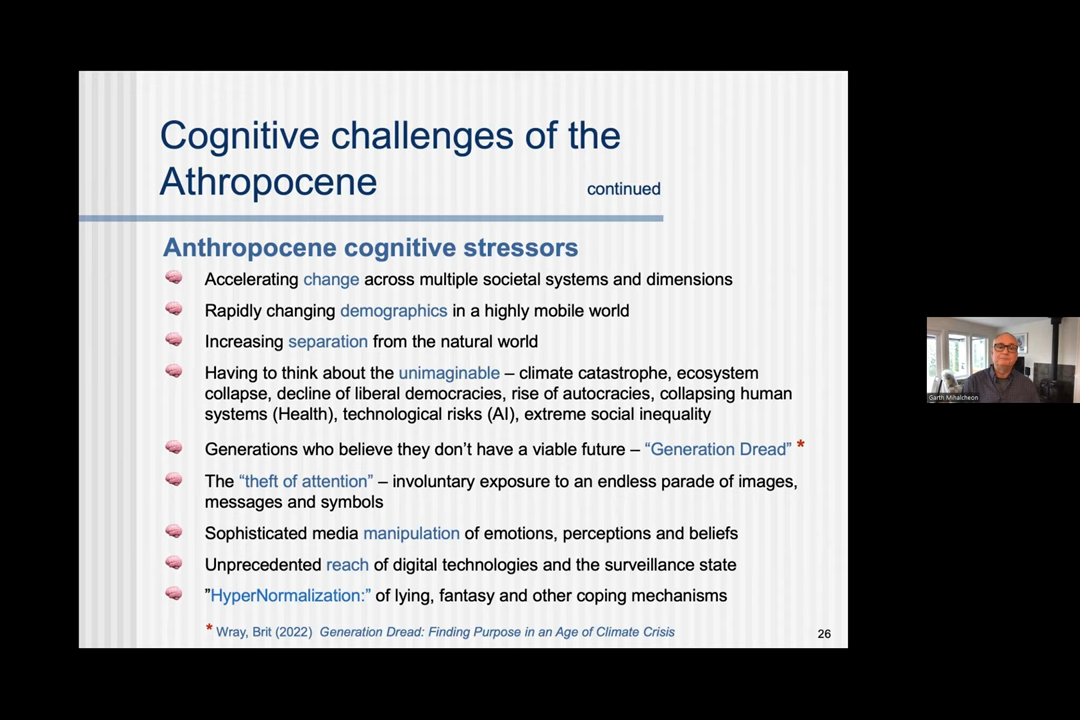 Cognitive challenges of the
Athropocene
continued
Anthropocene cognitive stressors
Accelerating change across multiple societal systems and dimensions
Rapidly changing demographics in a highly mobile world
Increasing separation from the natural world
Having to think about the unimaginable – climate catastrophe, ecosystem
collapse, decline of liberal democracies, rise of autocracies, collapsing human
systems (Health), technological risks (AI), extreme social inequality
Generations who believe they don’t have a viable future – “Generation Dread” *
The “theft of attention” – involuntary exposure to an endless parade of images,
messages and symbols
Sophisticated media manipulation of emotions, perceptions and beliefs
Unprecedented reach of digital technologies and the surveillance state
”HyperNormalization:” of lying, fantasy and other coping mechanisms
* Wray, Brit (2022) Generation Dread: Finding Purpose in an Age of Climate Crisis
26
Garth Mihalcheon